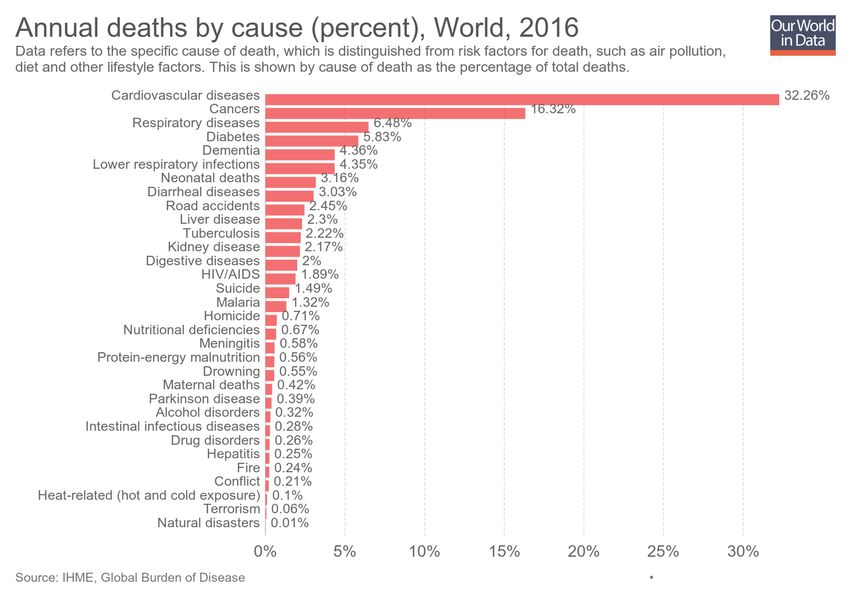 Annual deaths by cause (percent), World, 2016
Our World
in Data
Data refers to the specific cause of death, which is distinguished from risk factors for death, such as air pollution,
diet and other lifestyle factors. This is shown by cause of death as the percentage of total deaths.
Cardiovascular diseases 32.26%
Cancers 16.32%
Respiratory diseases 6.48%
Diabetes 5.83%
Dementia 4.36%
Lower respiratory infections 4.35%
Neonatal deaths 3.16%
Diarrheal diseases 3.03%
Road accidents 2.45%
Liver disease 2.3%
Tuberculosis 2.22%
Kidney disease 2.17%
Digestive diseases 2%
HIV/AIDS 1.89%
Suicide 1.49%
Malaria 1.32%
Homicide 0.71%
Nutritional deficiencies 0.67%
Meningitis 0.58%
Protein-energy malnutrition 0.56%
Drowning 0.55%
Maternal deaths 0.42%
Parkinson disease 0.39%
Alcohol disorders 0.32%
Intestinal infectious diseases 0.28%
Drug disorders 0.26%
Hepatitis 0.25%
Fire 0.24%
Conflict 0.21%
Heat-related (hot and cold exposure) 0.1%
Terrorism 0.06%
Natural disasters 0.01%
0% 5% 10% 15% 20% 25% 30%
Source: IHME, Global Burden of Disease